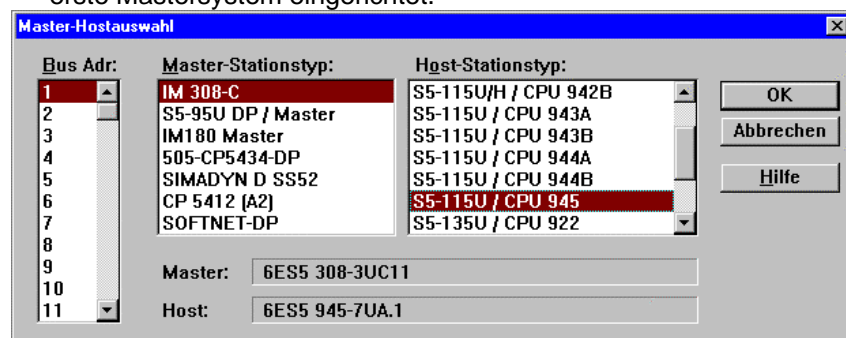 erste Mastersystem eingerichtet.
Master-Hostauswahl
Bus Adr:
1
2
3
4
5
6
7
8
9
10
11
Master-Stationstyp:
IM 308-C
S5-95U DP / Master
IM180 Master
505-CP5434-DP
SIMADYN D SS52
CP 5412 (A2)
SOFTNET-DP
Host-Stationstyp:
S5-115U/H / CPU 942B
S5-115U / CPU 943A
S5-115U / CPU 943B
S5-115U / CPU 944A
S5-115U / CPU 944B
S5-115U / CPU 945
S5-135U / CPU 922
OK
Abbrechen
Hilfe
Master: 6ES5 308-3UC11
Host: 6ES5 945-7UA.1